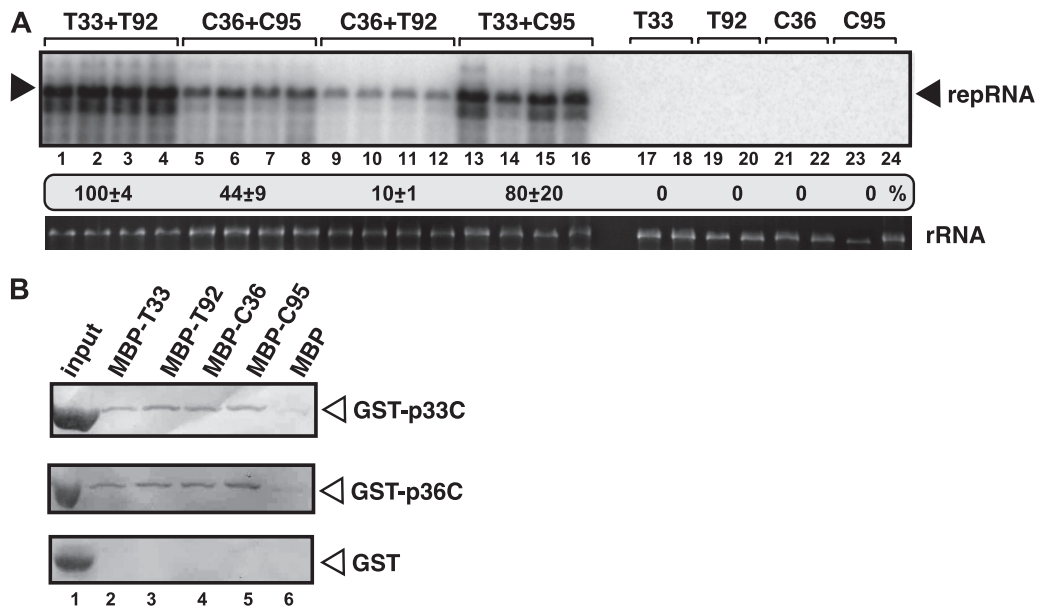 A
T33+T92 C36+C95 C36+T92 T33+C95 T33 T92 C36 C95
repRNA
1 2 3 4 5 6 7 8 9 10 11 12 13 14 15 16 17 18 19 20 21 22 23 24
100±4 44±9 10±1 80±20 0 0 0 0 %
rRNA
B
input MBP-T33 MBP-T92 MBP-C36 MBP-C95 MBP
GST-p33C
GST-p36C
GST
1 2 3 4 5 6